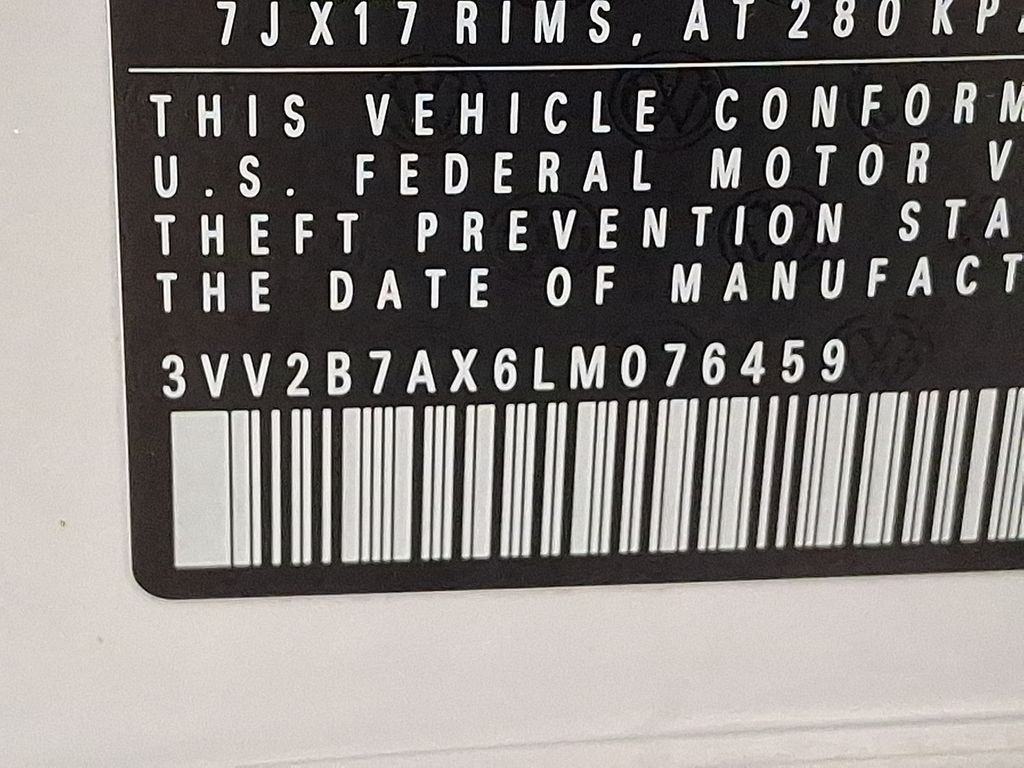 7JX17 RIMS, AT 280 KP
THIS VEHICLE CONFORM
U.S. FEDERAL MOTOR V
THEFT PREVENTION STA
THE DATE OF MANUFACT
3VV2B7AX6LM076459